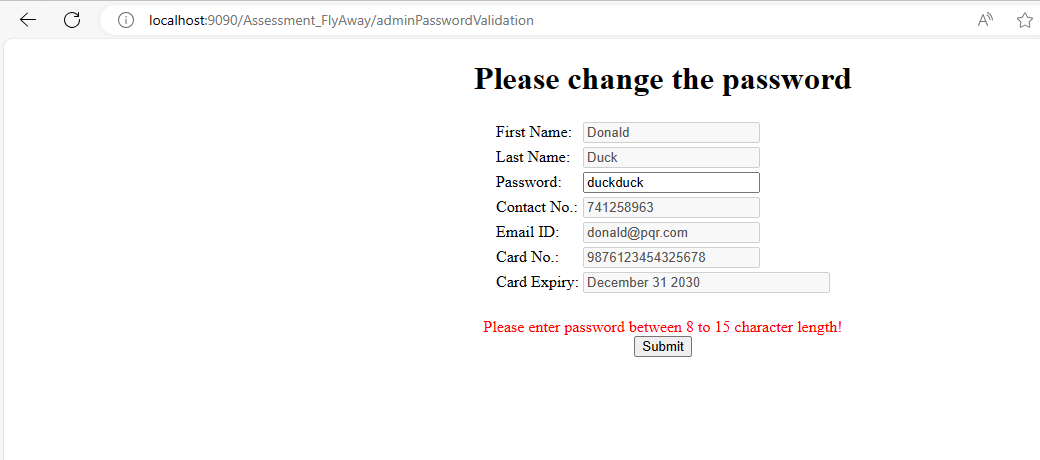 localhost:9090/Assessment_FlyAway/adminPasswordValidation
Please change the password
First Name: Donald
Last Name: Duck
Password: duckduck
Contact No.: 741258963
Email ID: donald@pqr.com
Card No.: 9876123454325678
Card Expiry: December 31 2030
Please enter password between 8 to 15 character length!
Submit